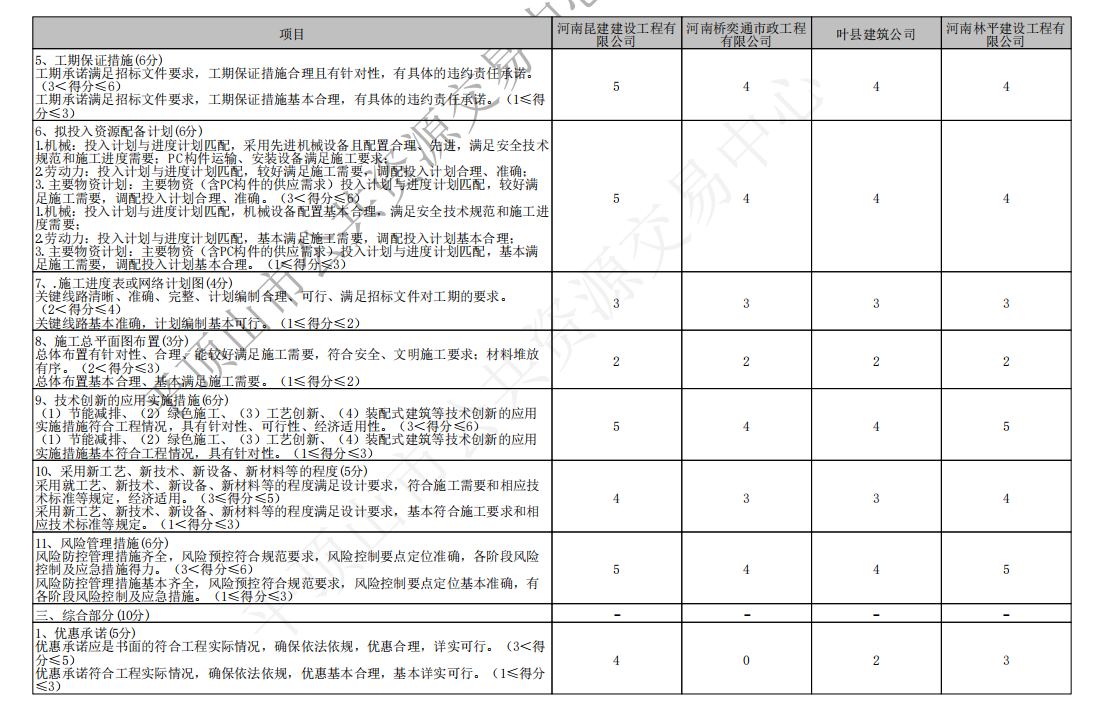 项目
河南昆建建设工程有限公司
河南桥奕通市政工程有限公司
叶县建筑公司
河南林平建设工程有限公司
5、工期保证措施(6分)
工期承诺满足招标文件要求，工期保证措施合理且有针对性，有具体的违约责任承诺。
（3＜得分≤6）
工期承诺满足招标文件要求，工期保证措施基本合理，有具体的违约责任承诺。（1≤得
分≤3）
5 4 4 4
6、拟投入资源配备计划(6分)
1.机械：投入计划与进度计划匹配，采用先进机械设备且配置合理、先进，满足安全技术
规范和施工进度需要；PC构件运输、安装设备满足施工要求；
2.劳动力：投入计划与进度计划匹配，较好满足施工需要，调配投入计划合理、准确；
3.主要物资计划：主要物资（含PC构件的供应需求）投入计划与进度计划匹配，较好满
足施工需要，调配投入计划合理、准确。（3＜得分≤6）
1.机械：投入计划与进度计划匹配，机械设备配置基本合理，满足安全技术规范和施工进
度需要；
2.劳动力：投入计划与进度计划匹配，基本满足施工需要，调配投入计划基本合理；
3.主要物资计划：主要物资（含PC构件的供应需求）投入计划与进度计划匹配，基本满
足施工需要，调配投入计划基本合理。（1≤得分≤3）
5 4 4 4
7、.施工进度表或网络计划图(4分)
关键线路清晰、准确、完整、计划编制合理、可行、满足招标文件对工期的要求。
（2＜得分≤4）
关键线路基本准确，计划编制基本可行。（1≤得分≤2）
3 3 3 3
8、施工总平面图布置(3分)
总体布置有针对性、合理、能较好满足施工需要，符合安全、文明施工要求；材料堆放
有序。（2＜得分≤3）
总体布置基本合理、基本满足施工需要。（1≤得分≤2）
2 2 2 2
9、技术创新的应用实施措施(6分)
（1）节能减排、（2）绿色施工、（3）工艺创新、（4）装配式建筑等技术创新的应用
实施措施符合工程情况，具有针对性、可行性、经济适用性。（3＜得分≤6）
（1）节能减排、（2）绿色施工、（3）工艺创新、（4）装配式建筑等技术创新的应用
实施措施基本符合工程情况，具有针对性。（1≤得分≤3）
5 4 4 5
10、采用新工艺、新技术、新设备、新材料等的程度(5分)
采用就工艺、新技术、新设备、新材料等的程度满足设计要求，符合施工需要和相应技
术标准等规定，经济适用。（3≤得分≤5）
采用新工艺、新技术、新设备、新材料等的程度满足设计要求，基本符合施工要求和相
应技术标准等规定。（1＜得分≤3）
4 3 3 4
11、风险管理措施(6分)
风险防控管理措施齐全，风险预控符合规范要求，风险控制要点定位准确，各阶段风险
控制及应急措施得力。（3＜得分≤6）
风险防控管理措施基本齐全，风险预控符合规范要求，风险控制要点定位基本准确，有
各阶段风险控制及应急措施。（1≤得分≤3）
5 4 4 5
三、综合部分(10分)
– – – –
1、优惠承诺(5分)
优惠承诺应是书面的符合工程实际情况，确保依法依规，优惠合理，详实可行。（3＜得
分≤5）
优惠承诺符合工程实际情况，确保依法依规，优惠基本合理，基本详实可行。（1≤得分
≤3）
4 0 2 3
平顶山市公共资源交易中心
平顶山市公共资源交易中心